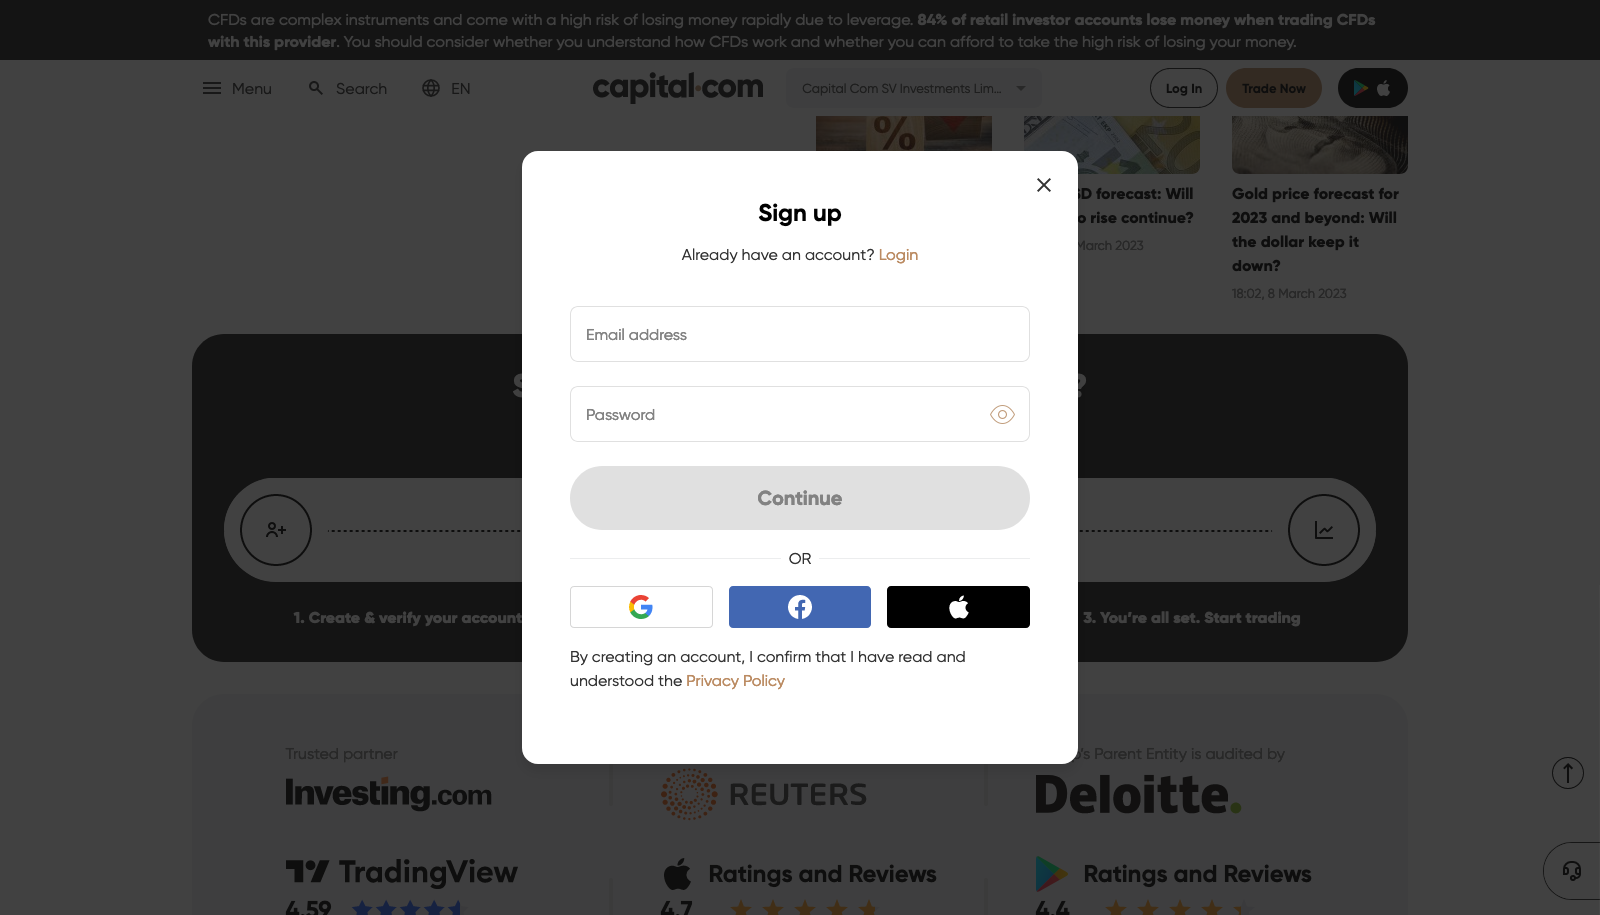 CFDs are complex instruments and come with a high risk of losing money rapidly due to leverage. 84% of retail investor accounts lose money when trading CFDs
with this provider. You should consider whether you understand how CFDs work and whether you can afford to take the high risk of losing your money.
Menu
Search
EN
capital.com
Capital Com SV Investments Lim...
Log In
Trade Now
%
D forecast: Will
o rise continue?
March 2023
Gold price forecast for
2023 and beyond: Will
the dollar keep it
down?
18:02, 8 March 2023
Sign up
Already have an account? Login
Email address
Password
Continue
OR
By creating an account, I confirm that I have read and
understood the Privacy Policy
?
1. Create & verify your account
3. You're all set. Start trading
Trusted partner
Investing.com
REUTERS
's Parent Entity is audited by
Deloitte.
TradingView
4.59
Ratings and Reviews
4.7
Ratings and Reviews
4.4